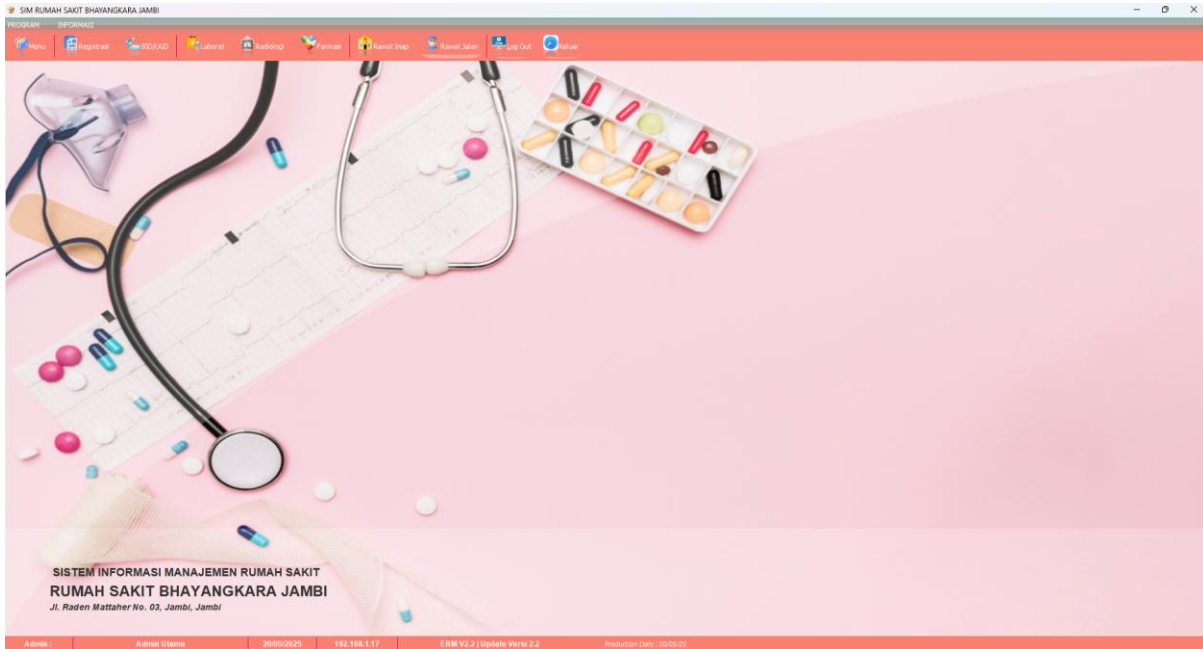 SIM RUMAH SAKIT BHAYANGKARA JAMBI
PROGRAM INFORMASI
Menu Registrasi IGD/UGD Laborat Radiologi Farmasi Rawat Inap Rawat Jalan Log Out Keluar
SISTEM INFORMASI MANAJEMEN RUMAH SAKIT
RUMAH SAKIT BHAYANGKARA JAMBI
Jl. Raden Mattaher No. 03, Jambi, Jambi
Admin : Admin Utama 20/05/2025 192.168.1.17 ERM V2.2 | Update Versi 2.2 Production Date : 20/05/25